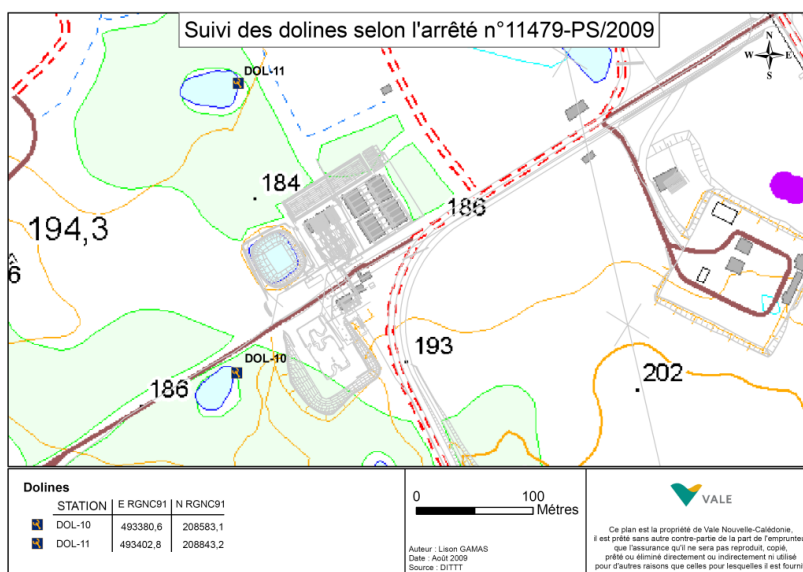 Suivi des dolines selon l'arrêté n°11479-PS/2009
N
W E
S
DOL-11
184
194,3
186
6
193
DOL-10
186
202
Dolines
STATION E RGNC91 N RGNC91
DOL-10 493380,6 208583,1
DOL-11 493402,8 208843,2
0 100
Mètres
Auteur : Lison GAMAS
Date : Août 2009
Source : DITTT
VALE
Ce plan est la propriété de Vale Nouvelle-Calédonie,
il est prêté sans autre contre-partie de la part de l'emprunte
que l'assurance qu'il ne sera pas reproduit, copié,
prêté ou éliminé directement ou indirectement ni utilisé
pour d'autres raisons que celles pour lesquelles il est fourni